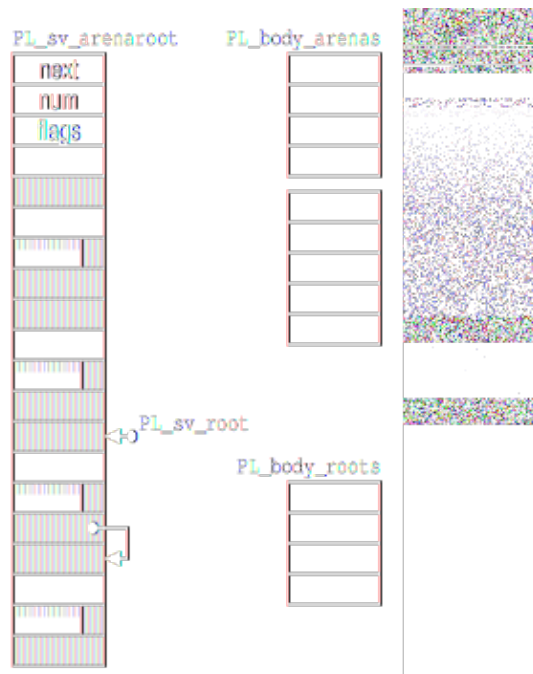 PL_sv_arenaroot
PL_body_arenas
next
num
flags
PL_sv_root
PL_body_roots